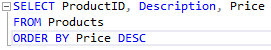 SELECT ProductID, Description, Price
FROM Products
ORDER BY Price DESC